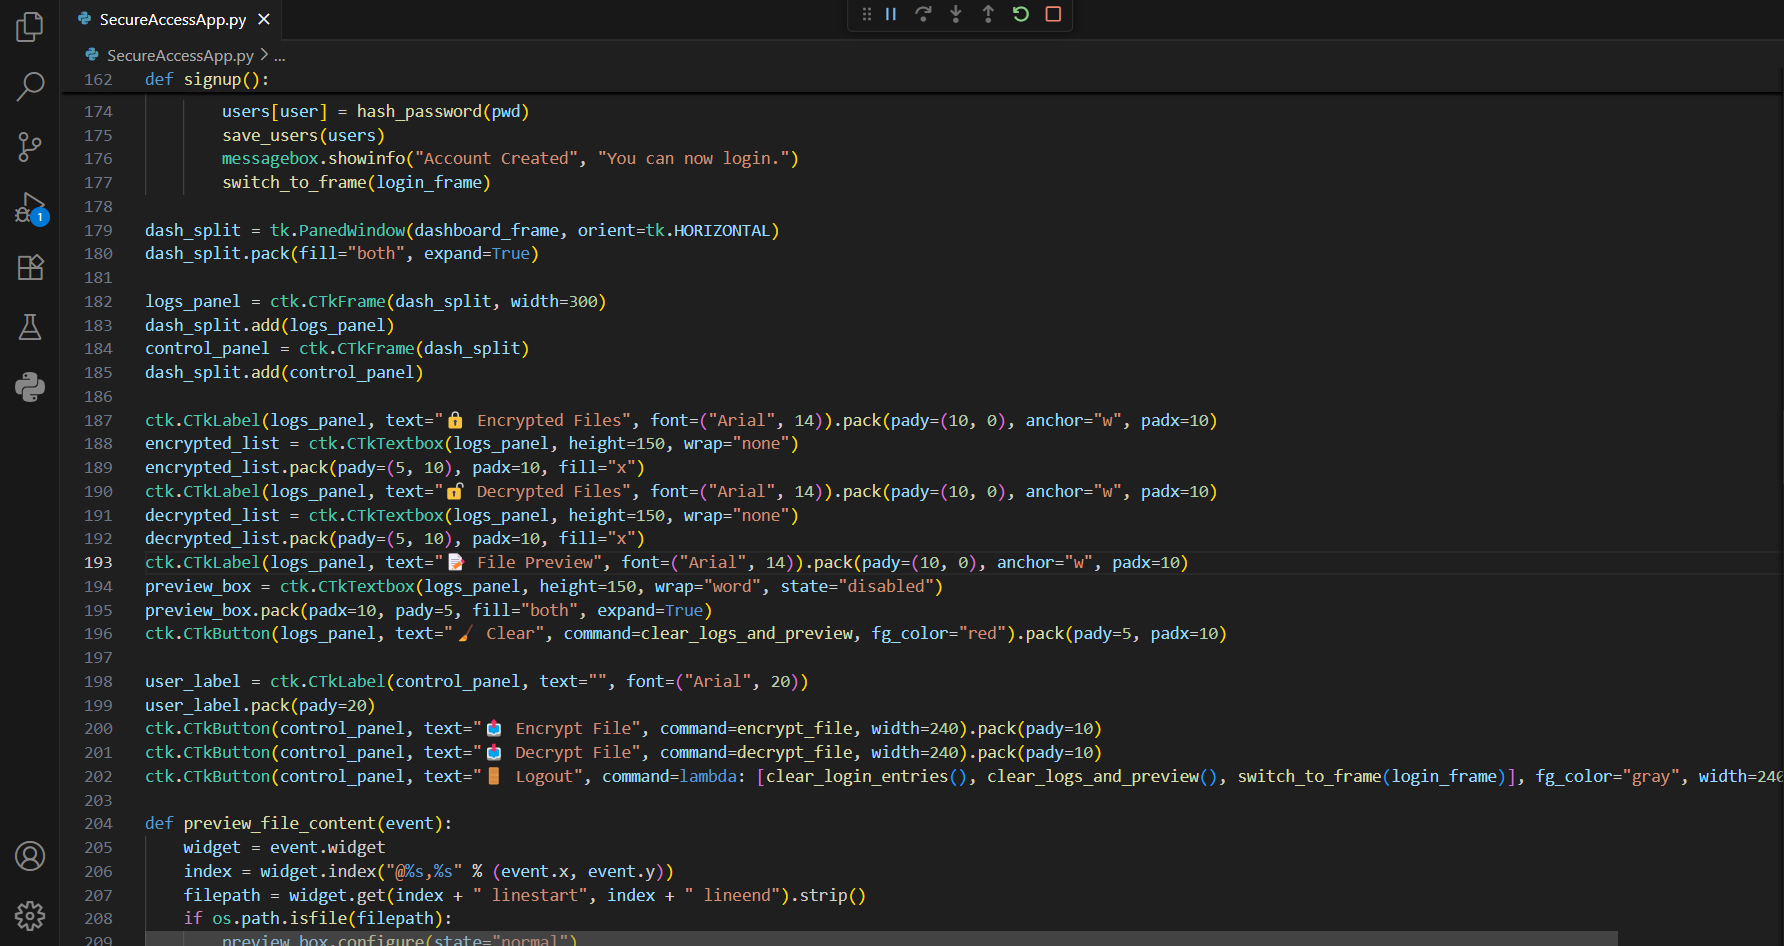 SecureAccessApp.py
SecureAccessApp.py > ...
162 def signup():
174 users[user] = hash_password(pwd)
175 save_users(users)
176 messagebox.showinfo("Account Created", "You can now login.")
177 switch_to_frame(login_frame)
178
1
179 dash_split = tk.PanedWindow(dashboard_frame, orient=tk.HORIZONTAL)
180 dash_split.pack(fill="both", expand=True)
181
182 logs_panel = ctk.CTkFrame(dash_split, width=300)
183 dash_split.add(logs_panel)
184 control_panel = ctk.CTkFrame(dash_split)
185 dash_split.add(control_panel)
186
187 ctk.CTkLabel(logs_panel, text="🔒 Encrypted Files", font=("Arial", 14)).pack(pady=(10, 0), anchor="w", padx=10)
188 encrypted_list = ctk.CTkTextbox(logs_panel, height=150, wrap="none")
189 encrypted_list.pack(pady=(5, 10), padx=10, fill="x")
190 ctk.CTkLabel(logs_panel, text="🔓 Decrypted Files", font=("Arial", 14)).pack(pady=(10, 0), anchor="w", padx=10)
191 decrypted_list = ctk.CTkTextbox(logs_panel, height=150, wrap="none")
192 decrypted_list.pack(pady=(5, 10), padx=10, fill="x")
193 ctk.CTkLabel(logs_panel, text="📝 File Preview", font=("Arial", 14)).pack(pady=(10, 0), anchor="w", padx=10)
194 preview_box = ctk.CTkTextbox(logs_panel, height=150, wrap="word", state="disabled")
195 preview_box.pack(padx=10, pady=5, fill="both", expand=True)
196 ctk.CTkButton(logs_panel, text="🖌 Clear", command=clear_logs_and_preview, fg_color="red").pack(pady=5, padx=10)
197
198 user_label = ctk.CTkLabel(control_panel, text="", font=("Arial", 20))
199 user_label.pack(pady=20)
200 ctk.CTkButton(control_panel, text="📤 Encrypt File", command=encrypt_file, width=240).pack(pady=10)
201 ctk.CTkButton(control_panel, text="📥 Decrypt File", command=decrypt_file, width=240).pack(pady=10)
202 ctk.CTkButton(control_panel, text="🚪 Logout", command=lambda: [clear_login_entries(), clear_logs_and_preview(), switch_to_frame(login_frame)], fg_color="gray", width=240
203
204 def preview_file_content(event):
205 widget = event.widget
206 index = widget.index("@%s,%s" % (event.x, event.y))
207 filepath = widget.get(index + " linestart", index + " lineend").strip()
208 if os.path.isfile(filepath):
209 preview_box.configure(state="normal")